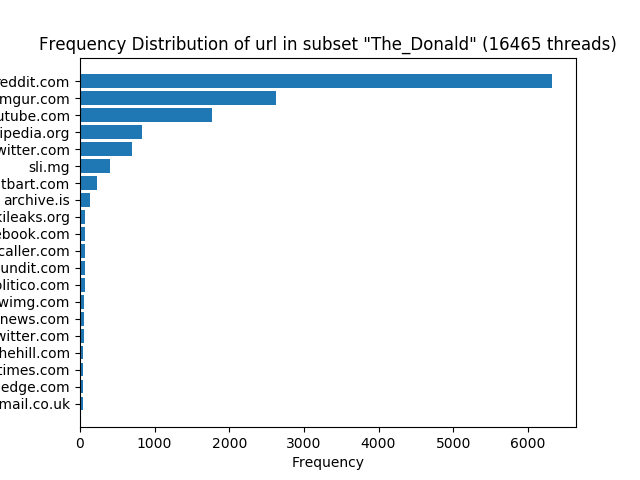 Frequency Distribution of url in subset "The_Donald" (16465 threads)
eddit.com
mgur.com
utube.com
ipedia.org
witter.com
sli.mg
tbart.com
archive.is
kileaks.org
ebook.com
caller.com
undit.com
olitico.com
wimg.com
news.com
witter.com
hehill.com
times.com
edge.com
mail.co.uk
0 1000 2000 3000 4000 5000 6000
Frequency